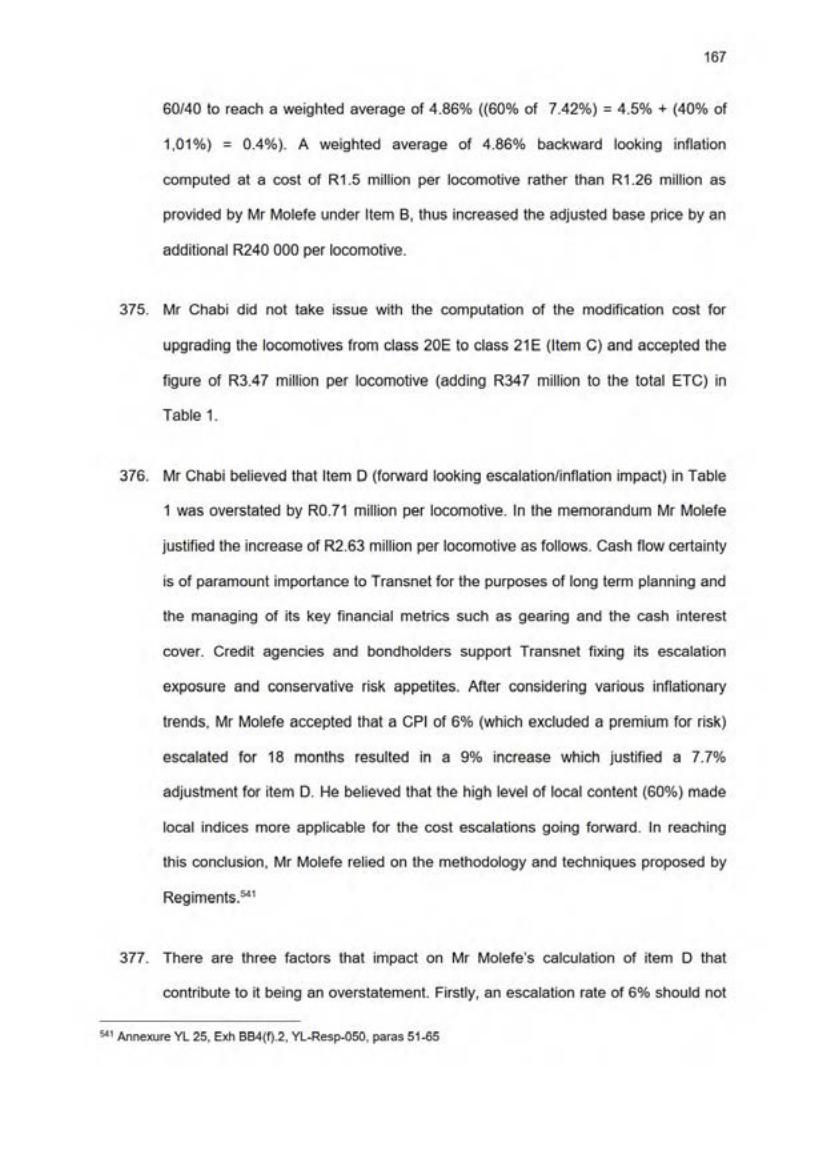 167
60/40 to reach a weighted average of 4.86% ((60% of 7.42%) = 4.5% + (40% of
1,01%) = 0.4%). A weighted average of 4.86% backward looking inflation
computed at a cost of R1.5 million per locomotive rather than R1.26 million as
provided by Mr Molefe under Item B, thus increased the adjusted base price by an
additional R240 000 per locomotive.
375. Mr Chabi did not take issue with the computation of the modification cost for
upgrading the locomotives from class 20E to class 21E (Item C) and accepted the
figure of R3.47 million per locomotive (adding R347 million to the total ETC) in
Table 1.
376. Mr Chabi believed that Item D (forward looking escalation/inflation impact) in Table
1 was overstated by R0.71 million per locomotive. In the memorandum Mr Molefe
justified the increase of R2.63 million per locomotive as follows. Cash flow certainty
is of paramount importance to Transnet for the purposes of long term planning and
the managing of its key financial metrics such as gearing and the cash interest
cover. Credit agencies and bondholders support Transnet fixing its escalation
exposure and conservative risk appetites. After considering various inflationary
trends, Mr Molefe accepted that a CPI of 6% (which excluded a premium for risk)
escalated for 18 months resulted in a 9% increase which justified a 7.7%
adjustment for item D. He believed that the high level of local content (60%) made
local indices more applicable for the cost escalations going forward. In reaching
this conclusion, Mr Molefe relied on the methodology and techniques proposed by
Regiments.541
377. There are three factors that impact on Mr Molefe's calculation of item D that
contribute to it being an overstatement. Firstly, an escalation rate of 6% should not
541 Annexure YL 25, Exh BB4(f).2, YL-Resp-050, paras 51-65